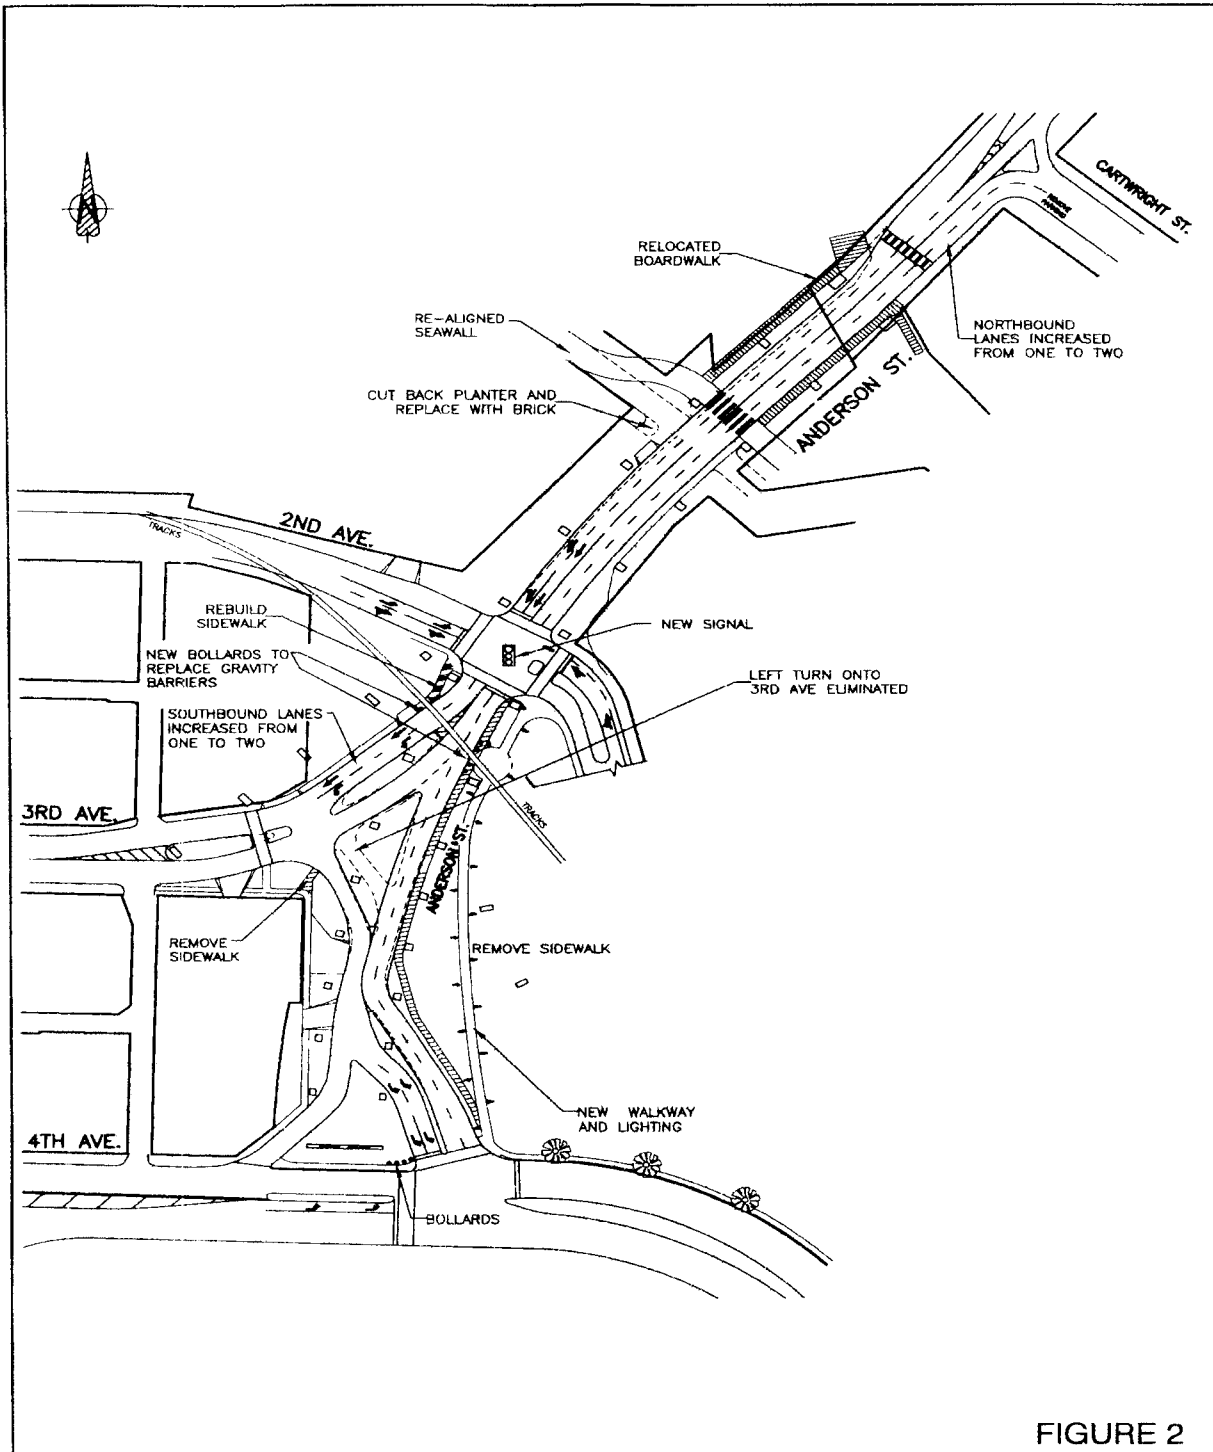 CARTWRIGHT ST.
REMOVE
PARKING
RELOCATED
BOARDWALK
RE-ALIGNED
SEAWALL
NORTHBOUND
LANES INCREASED
FROM ONE TO TWO
CUT BACK PLANTER AND
REPLACE WITH BRICK
ANDERSON ST.
TRACKS
2ND AVE.
REBUILD
SIDEWALK
NEW SIGNAL
NEW BOLLARDS TO
REPLACE GRAVITY
BARRIERS
LEFT TURN ONTO
3RD AVE ELIMINATED
SOUTHBOUND LANES
INCREASED FROM
ONE TO TWO
3RD AVE.
TRACKS
ANDERSON ST.
REMOVE
SIDEWALK
REMOVE SIDEWALK
NEW WALKWAY
AND LIGHTING
4TH AVE.
BOLLARDS
FIGURE 2